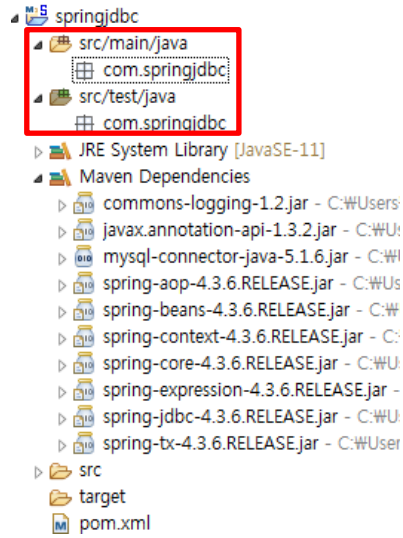 springjdbc
src/main/java
com.springjdbc
src/test/java
com.springjdbc
JRE System Library [JavaSE-11]
Maven Dependencies
commons-logging-1.2.jar - C:₩Users
javax.annotation-api-1.3.2.jar - C:₩Us
mysql-connector-java-5.1.6.jar - C:₩
spring-aop-4.3.6.RELEASE.jar - C:₩Us
spring-beans-4.3.6.RELEASE.jar - C:₩
spring-context-4.3.6.RELEASE.jar - C:
spring-core-4.3.6.RELEASE.jar - C:₩U
spring-expression-4.3.6.RELEASE.jar -
spring-jdbc-4.3.6.RELEASE.jar - C:₩U
spring-tx-4.3.6.RELEASE.jar - C:₩User
src
target
pom.xml